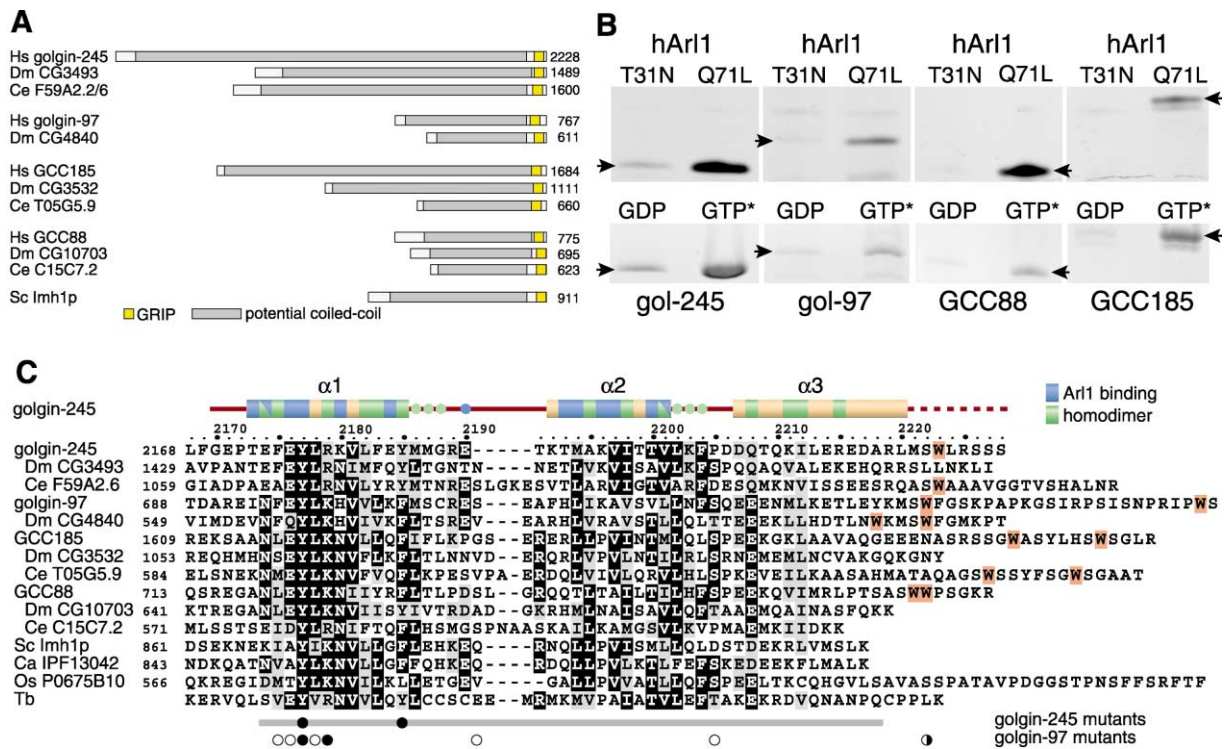 A
Hs golgin-245 2228
Dm CG3493 1489
Ce F59A2.2/6 1600
Hs golgin-97 767
Dm CG4840 611
Hs GCC185 1684
Dm CG3532 1111
Ce T05G5.9 660
Hs GCC88 775
Dm CG10703 695
Ce C15C7.2 623
Sc Imh1p 911
GRIP potential coiled-coil
B
hArl1 hArl1 hArl1 hArl1
T31N Q71L T31N Q71L T31N Q71L T31N Q71L
GDP GTP* GDP GTP* GDP GTP* GDP GTP*
gol-245 gol-97 GCC88 GCC185
C
α1 α2 α3
golgin-245
Arl1 binding
homodimer
2170 2180 2190 2200 2210 2220
golgin-245 2168 LFGEPTEFEYLRKVLFEYMMGRE-----TKTMAKVITTVLKFPDDQTQKILEREDARLMSWLRSSS
Dm CG3493 1429 AVPANTEFEYLRNIMFQYLTGNTN-----NETLVKVISAVLKFSPQQAQVALEKEHQRRSLLNKLI
Ce F59A2.6 1059 GIADPAEAEYLRNVLYRYMTNRESLGKESVTLARVIGTVARFDESQMKNVISSEESRQASWAAAVGGTVSHALNR
golgin-97 688 TDAREINFEYLKHVVLKFMSCRES-----EAFHLIKAVSVLLNFSQEEENMLKETLEYKMSWFGSKPAPKGSIRPSISNPRIPWS
Dm CG4840 549 VIMDEVNFQYLKHVIVKFLTSREV-----EARHLVRAVSTLLQLTTEEEKLLHDTLNWKMSWFGMKPT
GCC185 1609 REKSAANLEYLKNVLLQFIFLKPG-----SERERLLPVINTMLQLSPEEKGKLAAVAQGEEENASRSSGWASYLHSWSGLR
Dm CG3532 1053 REQHMHNSEYLKNVFLKFLTLNNVD----ERQRLVPVLNTILRLSRNEMEMLNCVAKGQKGNY
Ce T05G5.9 584 ELSNEKNMEYLKNVFVQFLKPESVPA---ERDQLVIVLQRVLHLSPKEVEILKAASAHMATAQAGSWSSYFSGWSGAAT
GCC88 713 QSREGANLEYLKNIIYRFLTLPDSL----GRQQTLTAILTILHFSPEEKQVIMRLPTSASWWPSGKR
Dm CG10703 641 KTREGANLEYLKNVIISYIVTRDAD----GKRHMLNAISAVLQFTAAEMQAINASFQKK
Ce C15C7.2 571 MLSSTSEIDYLRNIFTQFLHSMGSPNAASKAILKAMGSVLKVPMAEMKIIDKK
Sc Imh1p 861 DSEKNEKIAYIKNVLLGFLEHKEQ-----RNQLLPVISMLLQLDSTDEKRLVMSLK
Ca IPF13042 843 NDKQATNVAYLKNVLLGFFQHKEQ-----RDQLLPVLKTLFEFSKEDEEKFLMALK
Os P0675B10 566 QKREGIDMTYLKNVILKLLETGEV-----GALLPVVATLLQFSPEELTKCQHGVLSAVASSPATAVPDGGSTPNSFFSRFTF
Tb KERVQLSVEYVRNVLLQYLCCSCEE----MRMKMVIAIATVLEFTAKEKRDVQNANPQCPPLK
golgin-245 mutants
golgin-97 mutants